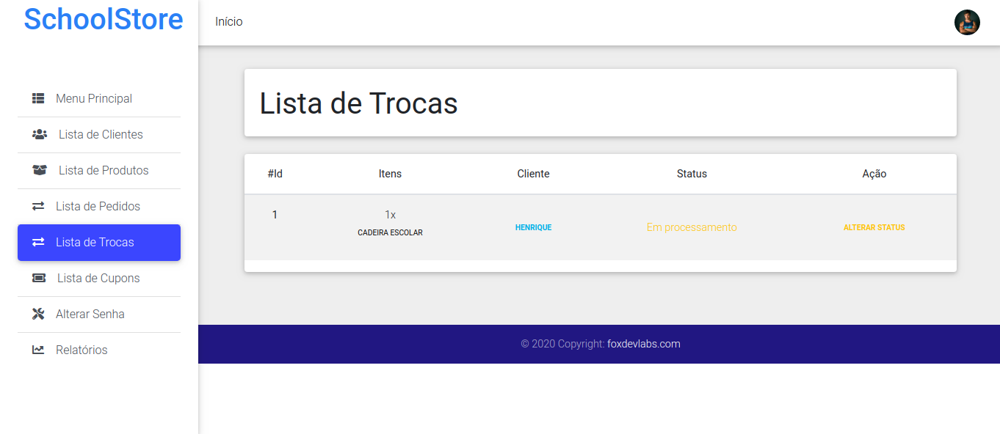 SchoolStore
Início
Menu Principal
Lista de Clientes
Lista de Produtos
Lista de Pedidos
Lista de Trocas
Lista de Cupons
Alterar Senha
Relatórios
Lista de Trocas
#Id Itens Cliente Status Ação
1 1x
CADEIRA ESCOLAR HENRIQUE Em processamento ALTERAR STATUS
© 2020 Copyright: foxdevlabs.com